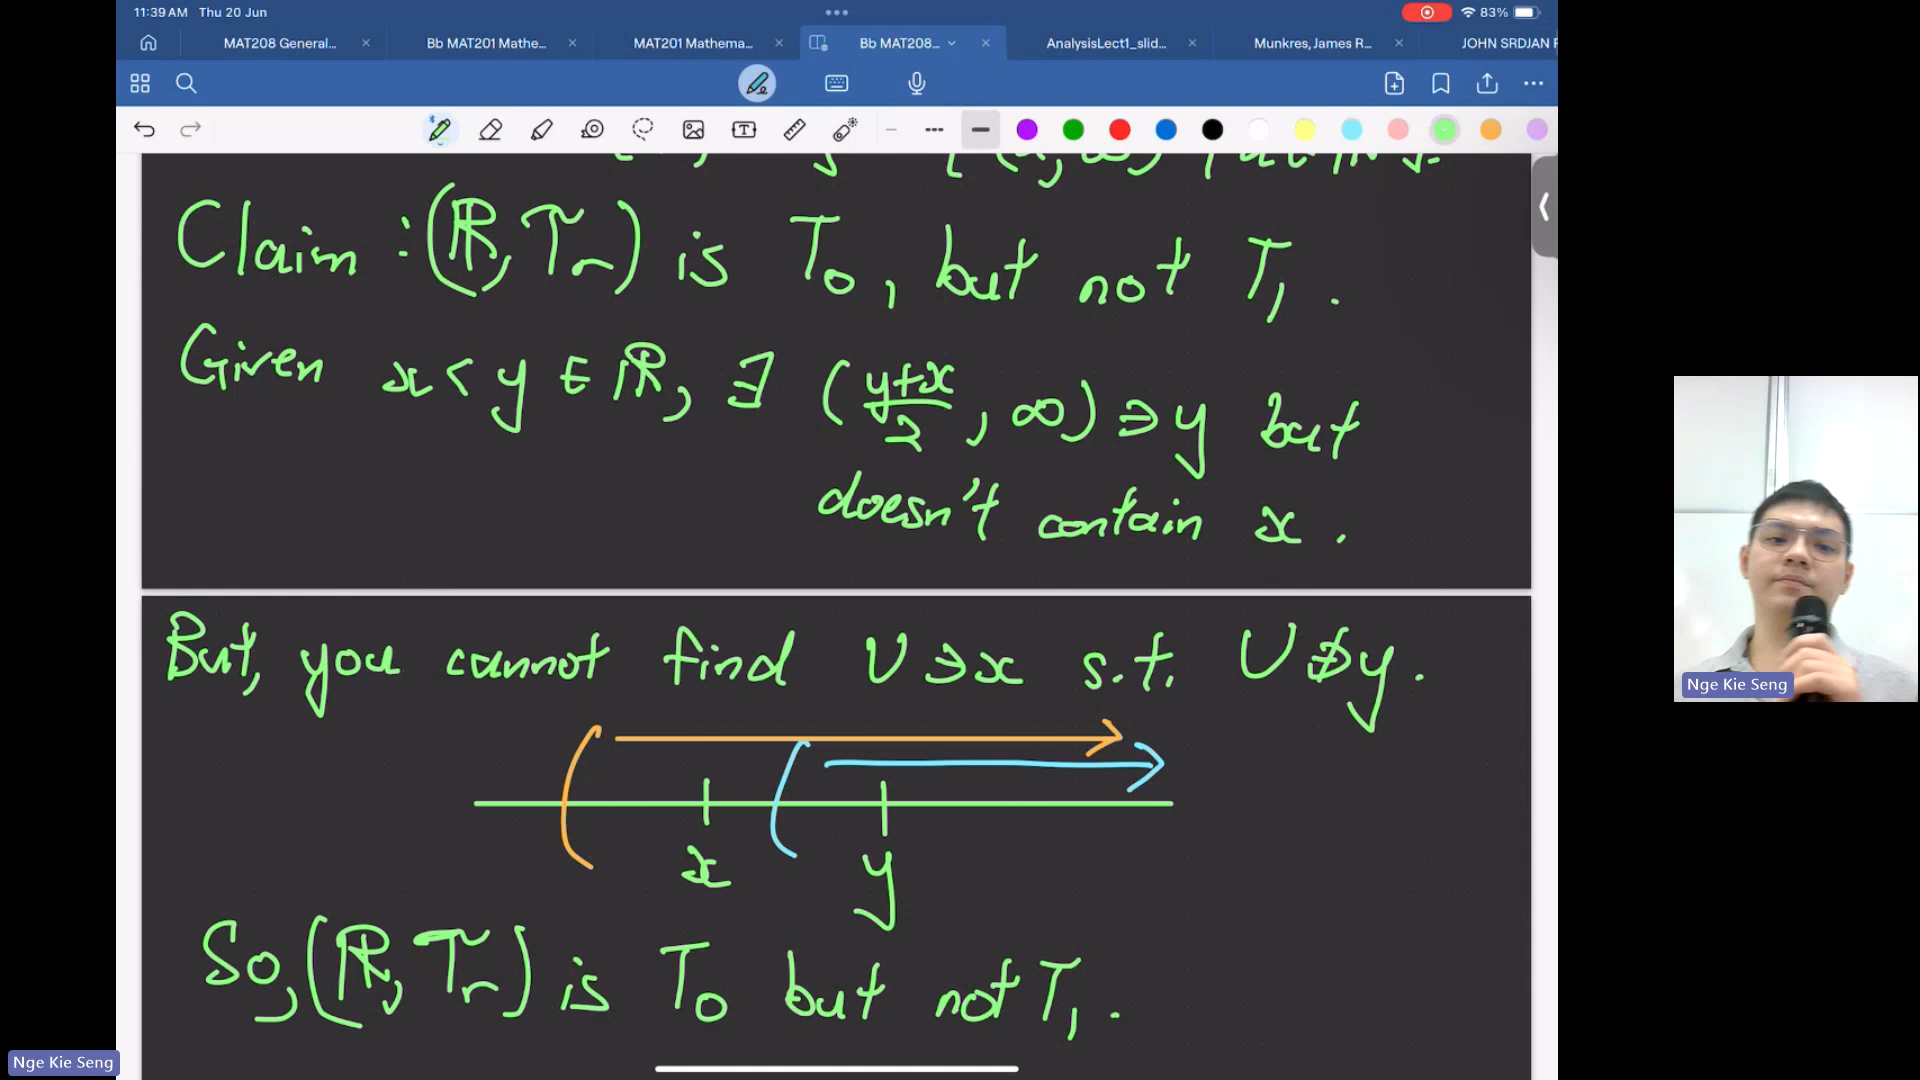 11:39 AM Thu 20 Jun
83%
MAT208 General... Bb MAT201 Mathe... MAT201 Mathema... Bb MAT208... AnalysisLect1_slid... Munkres, James R... JOHN SRDJAN
Claim : (ℝ, 𝒯ᵣ) is T₀, but not T₁.
Given x < y ∈ ℝ, ∃ ((y+x)/2, ∞) ∋ y but
doesn't contain x.
But, you cannot find U ∋ x s.t. U ∌ y.
x y
So, (ℝ, 𝒯ᵣ) is T₀ but not T₁.
Nge Kie Seng
Nge Kie Seng